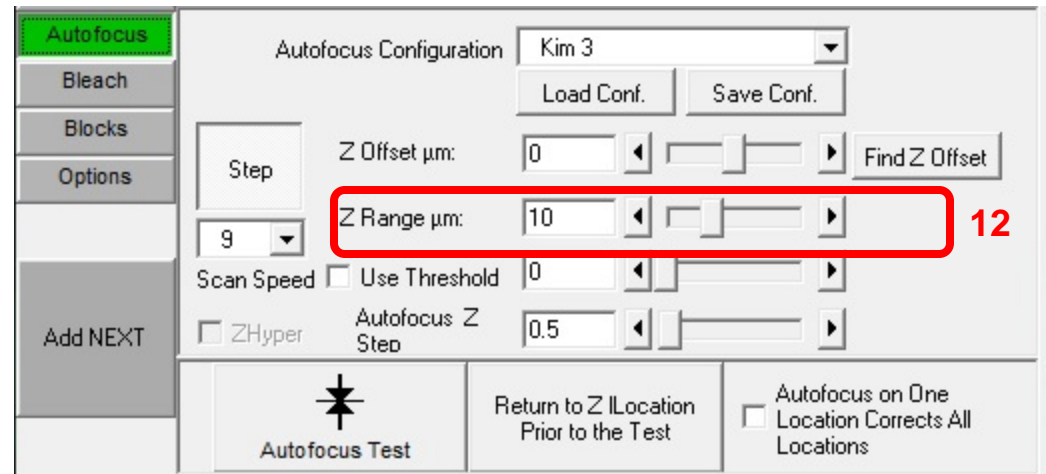 Autofocus
Bleach
Blocks
Options
Add NEXT
Autofocus Configuration Kim 3
Load Conf. Save Conf.
Step
Z Offset µm: 0 Find Z Offset
Z Range µm: 10 12
9
Scan Speed Use Threshold 0
ZHyper Autofocus Z
Step 0.5
Autofocus Test
Return to Z lLocation
Prior to the Test
Autofocus on One
Location Corrects All
Locations